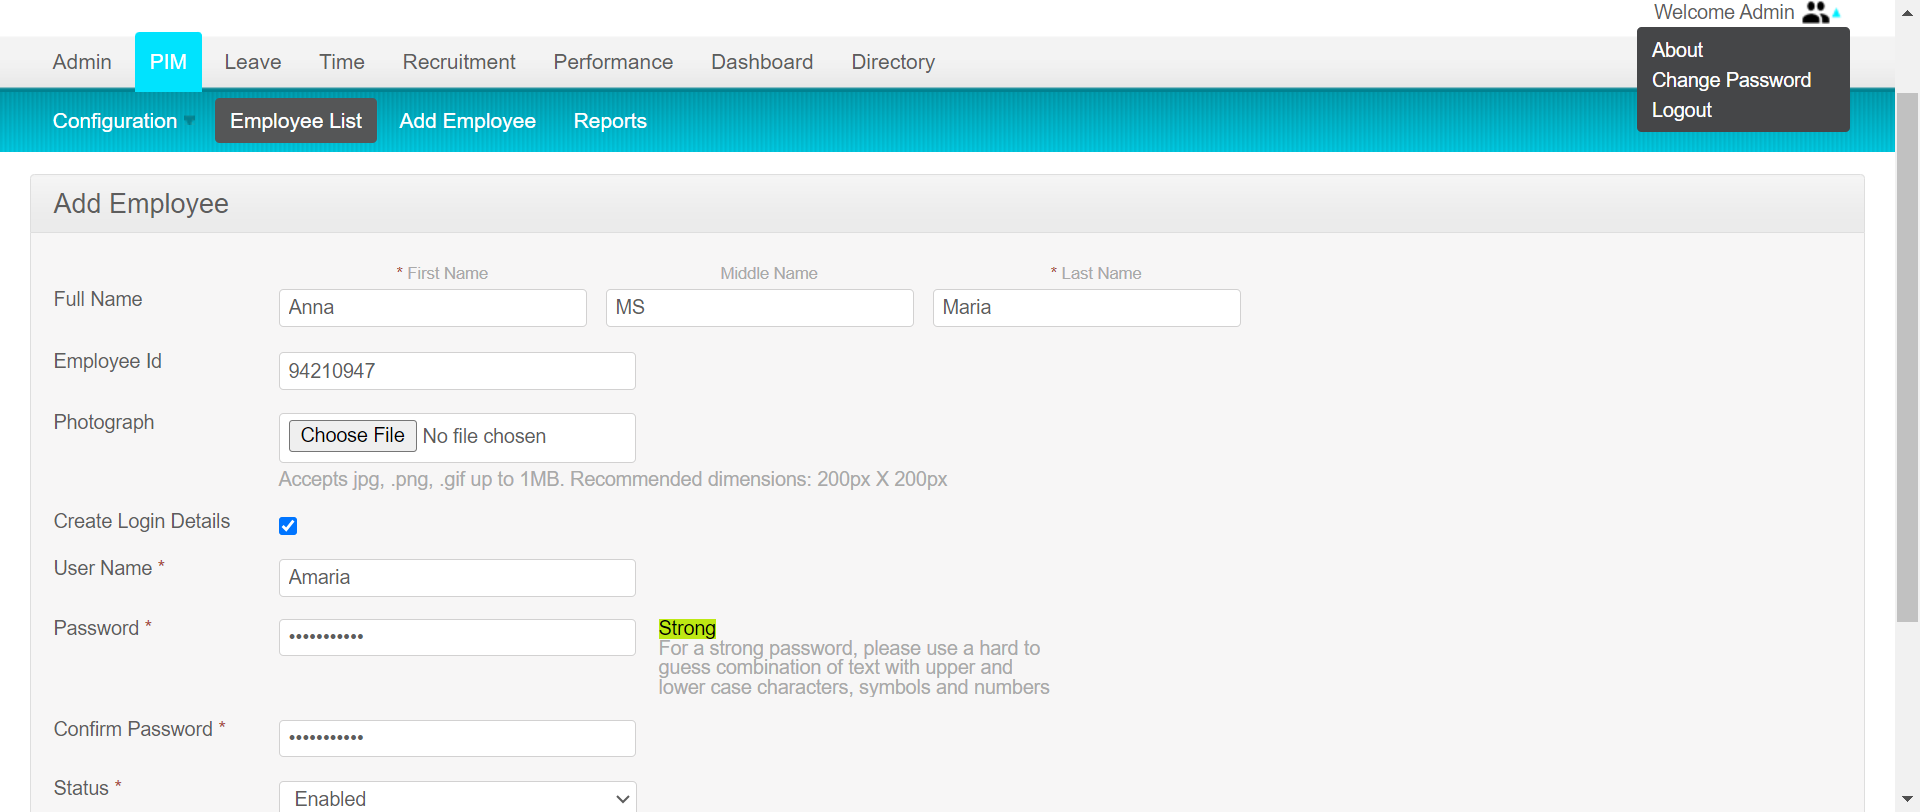 Welcome Admin
About
Change Password
Logout
Admin PIM Leave Time Recruitment Performance Dashboard Directory
Configuration Employee List Add Employee Reports
Add Employee
* First Name Middle Name * Last Name
Full Name Anna MS Maria
Employee Id 94210947
Photograph Choose File No file chosen
Accepts jpg, .png, .gif up to 1MB. Recommended dimensions: 200px X 200px
Create Login Details
User Name * Amaria
Password * ••••••••••• Strong
For a strong password, please use a hard to
guess combination of text with upper and
lower case characters, symbols and numbers
Confirm Password * •••••••••••
Status * Enabled